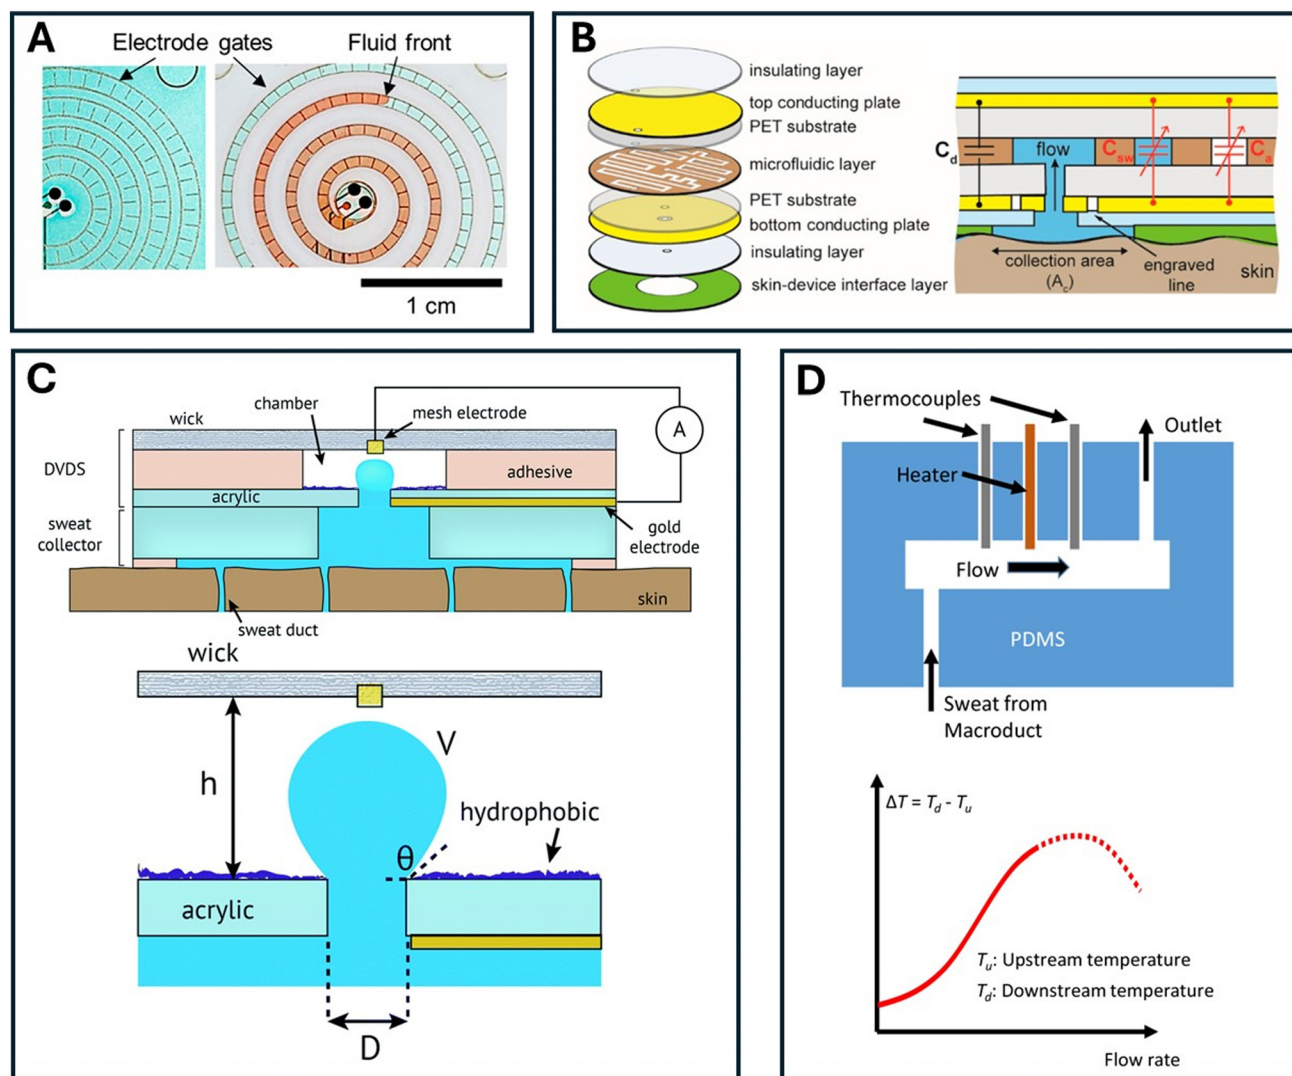 A
Electrode gates
Fluid front
1 cm
B
insulating layer
top conducting plate
PET substrate
microfluidic layer
PET substrate
bottom conducting plate
insulating layer
skin-device interface layer
C_d
flow
C_sw
C_a
collection area
(A_c)
engraved
line
skin
C
wick
chamber
mesh electrode
A
DVDS
adhesive
acrylic
sweat
collector
gold
electrode
skin
sweat duct
wick
V
h
hydrophobic
θ
acrylic
D
D
Thermocouples
Outlet
Heater
Flow
PDMS
Sweat from
Macroduct
ΔT = T_d - T_u
T_u: Upstream temperature
T_d: Downstream temperature
Flow rate